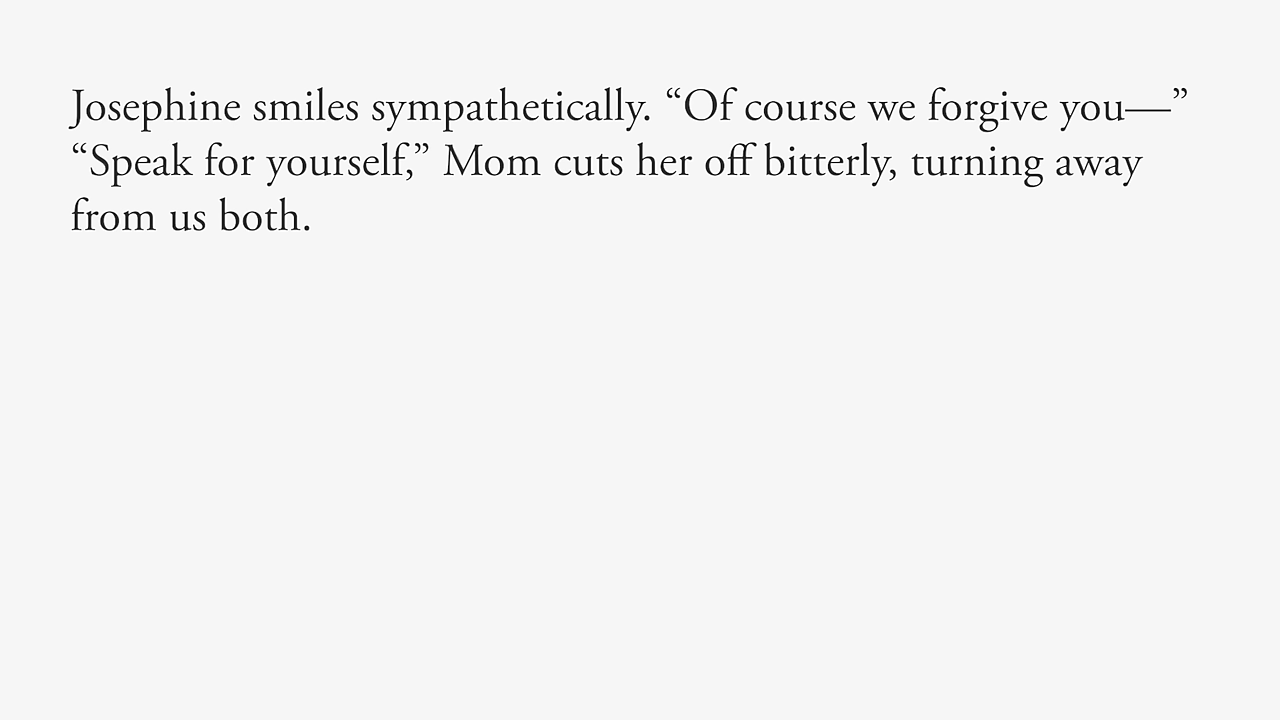 Josephine smiles sympathetically. “Of course we forgive you—”
“Speak for yourself,” Mom cuts her off bitterly, turning away
from us both.